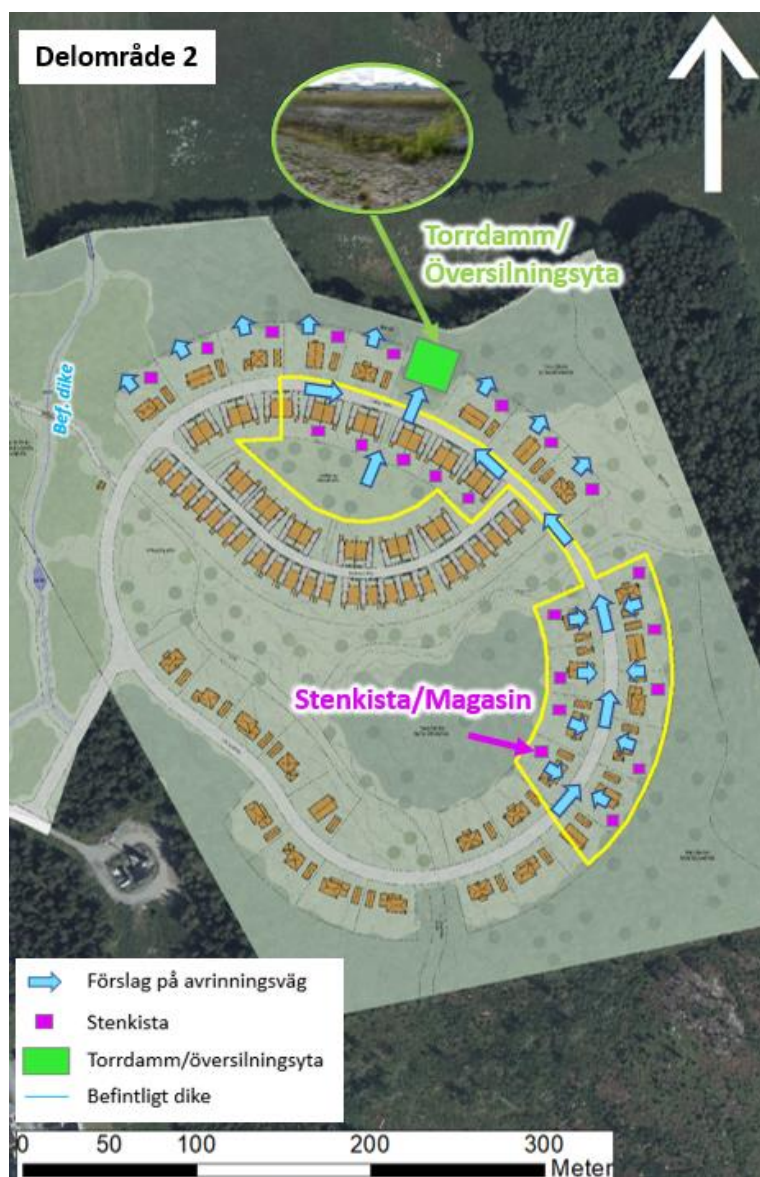 Delområde 2
Torrdamm/
Översilningsyta
Bef. dike
Stenkista/Magasin
Förslag på avrinningsväg
Stenkista
Torrdamm/översilningsyta
Befintligt dike
0 50 100 200 300
Meter